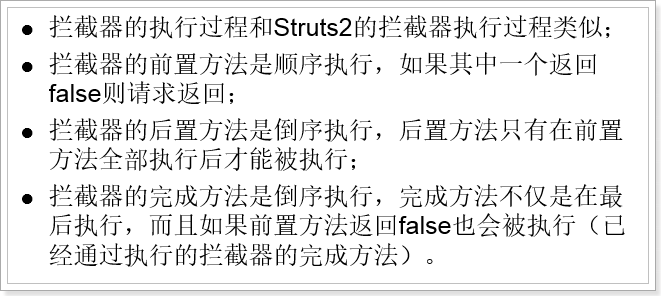 ● 拦截器的执行过程和Struts2的拦截器执行过程类似；
● 拦截器的前置方法是顺序执行，如果其中一个返回
false则请求返回；
● 拦截器的后置方法是倒序执行，后置方法只有在前置
方法全部执行后才能被执行；
● 拦截器的完成方法是倒序执行，完成方法不仅是在最
后执行，而且如果前置方法返回false也会被执行（已
经通过执行的拦截器的完成方法）。